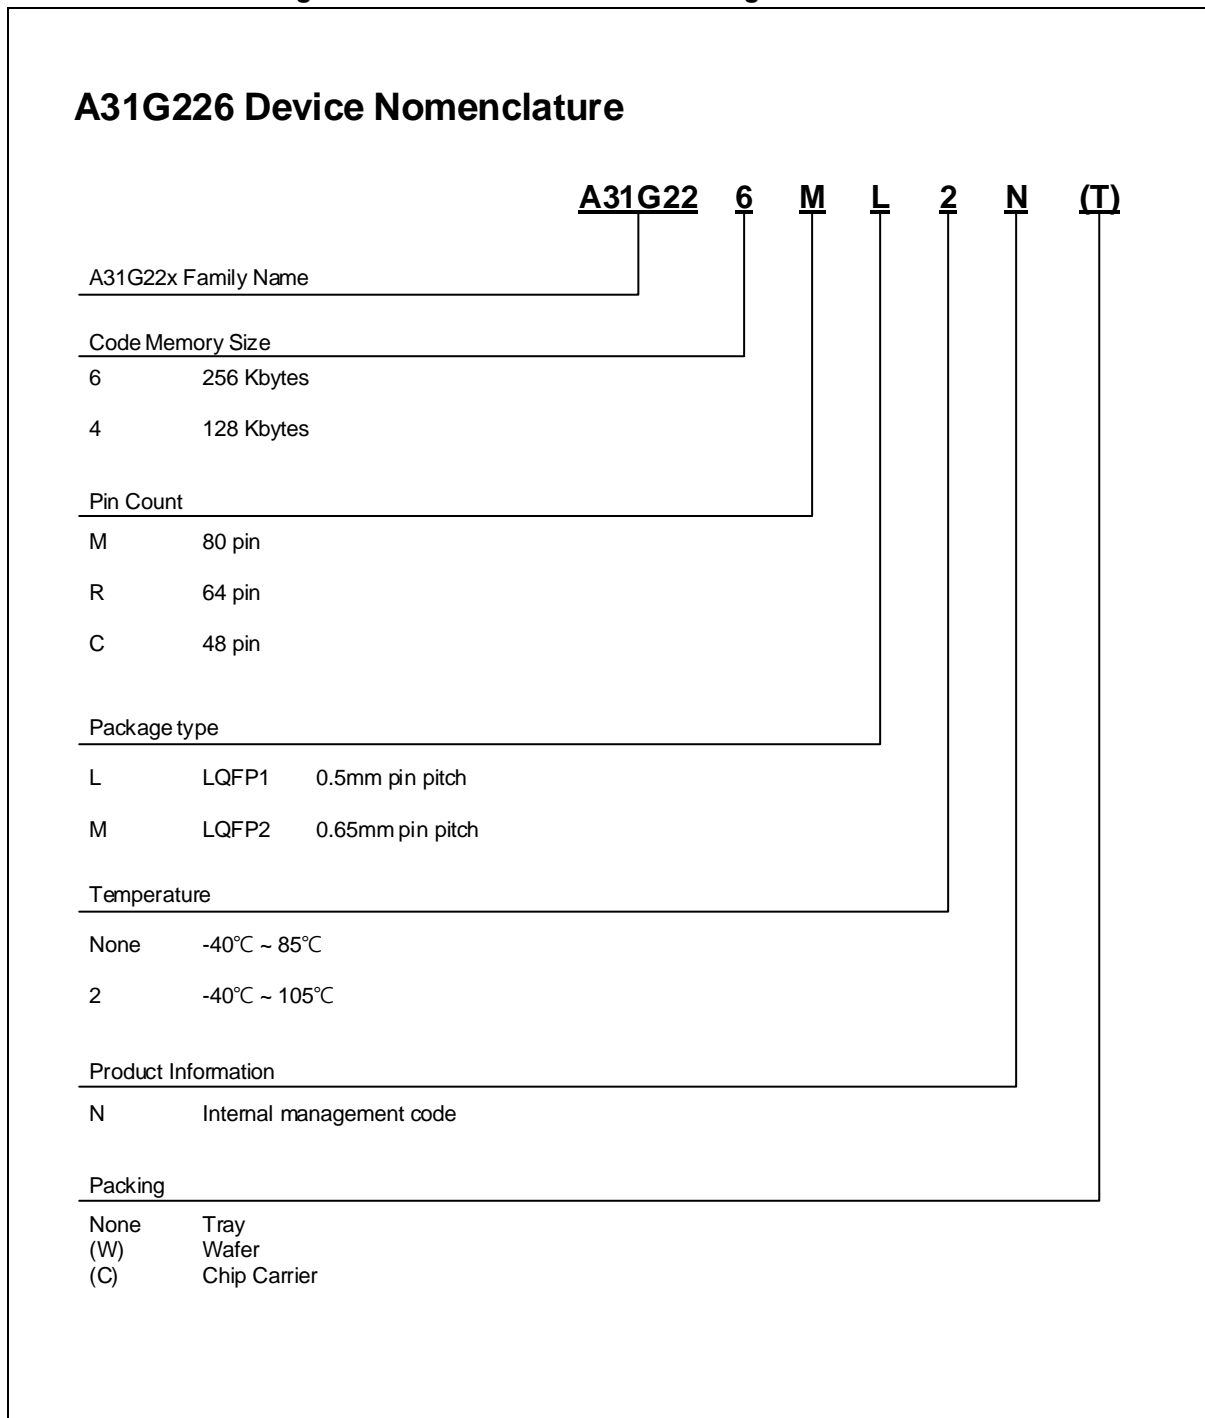 A31G226 Device Nomenclature
A31G22 6 M L 2 N (T)
A31G22x Family Name
Code Memory Size
6 256 Kbytes
4 128 Kbytes
Pin Count
M 80 pin
R 64 pin
C 48 pin
Package type
L LQFP1 0.5mm pin pitch
M LQFP2 0.65mm pin pitch
Temperature
None -40℃ ~ 85℃
2 -40℃ ~ 105℃
Product Information
N Internal management code
Packing
None Tray
(W) Wafer
(C) Chip Carrier